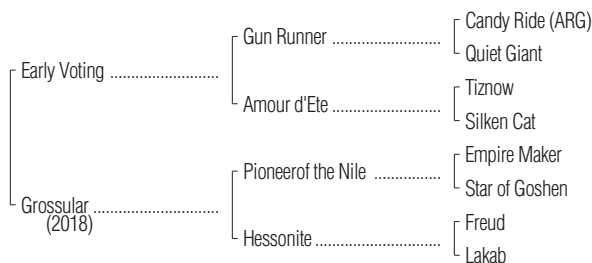 Candy Ride (ARG)
Gun Runner ..........................
Quiet Giant
Early Voting ..........................
Tiznow
Amour d'Ete ..........................
Silken Cat
Empire Maker
Pioneerof the Nile ................
Star of Goshen
Grossular ..............................
(2018)
Freud
Hessonite ..............................
Lakab